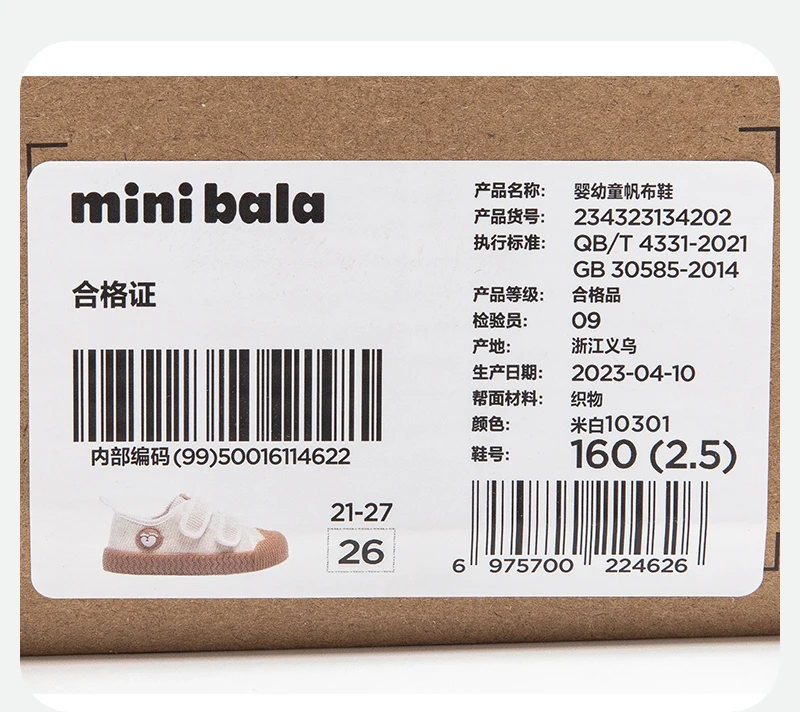 mini bala
合格证
内部编码(99)50016114622
21-27
26
产品名称: 婴幼童帆布鞋
产品货号: 234323134202
执行标准: QB/T 4331-2021
GB 30585-2014
产品等级: 合格品
检验员: 09
产地: 浙江义乌
生产日期: 2023-04-10
帮面材料: 织物
颜色: 米白10301
鞋号: 160 (2.5)
6 975700 224626